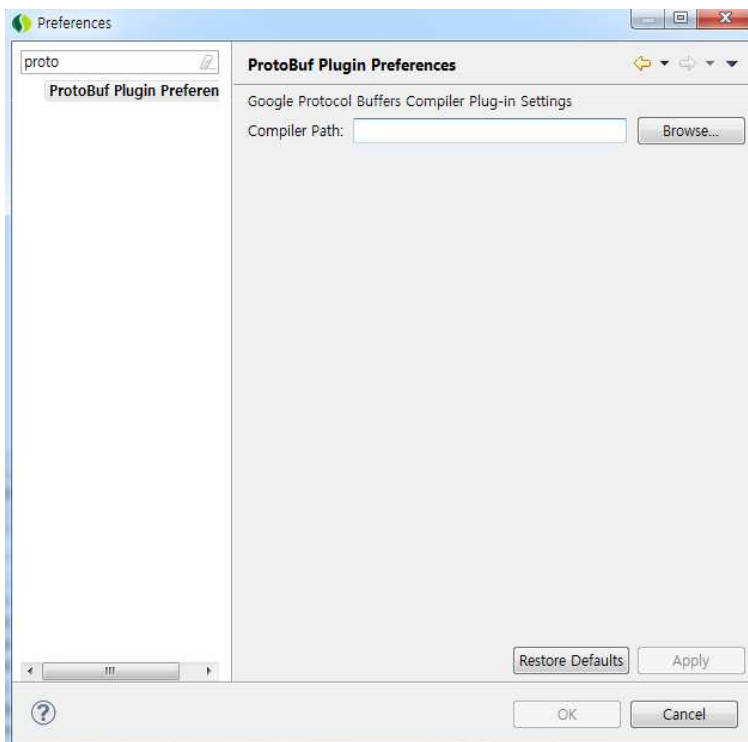 Preferences
proto
ProtoBuf Plugin Preferen
ProtoBuf Plugin Preferences
Google Protocol Buffers Compiler Plug-in Settings
Compiler Path:
Browse...
Restore Defaults
Apply
OK
Cancel